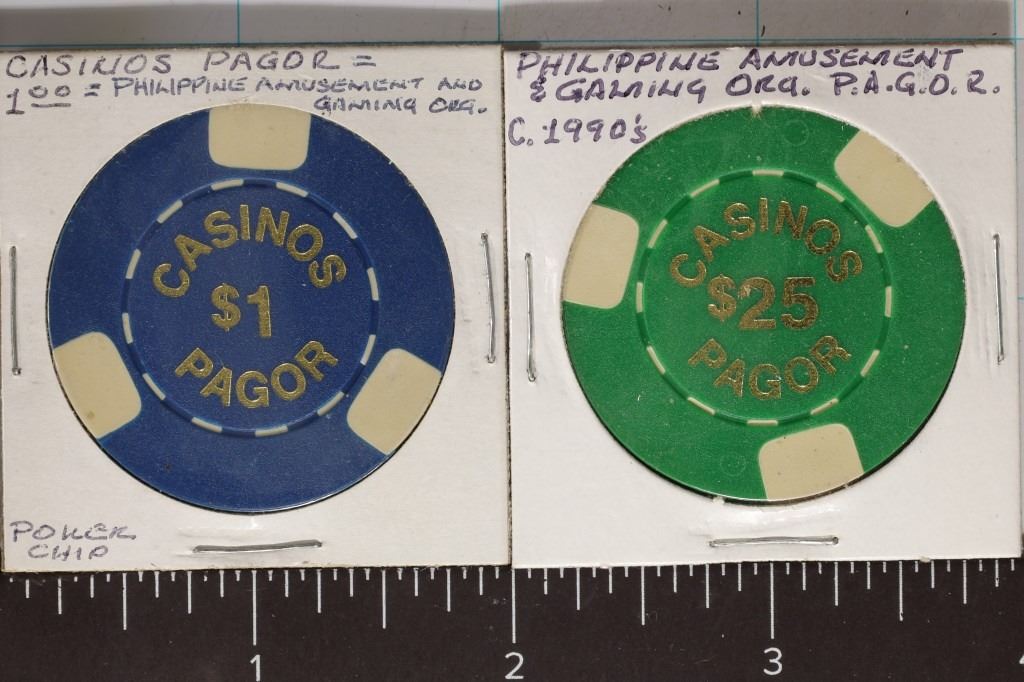 CASINOS PAGOR =
1.00 = PHILIPPINE AMUSEMENT AND
GAMING ORG.
CASINOS
$1
PAGOR
POKER
CHIP
PHILIPPINE AMUSEMENT
& GAMING ORG. P.A.G.O.R.
C. 1990's
CASINOS
$25
PAGOR
1
2
3